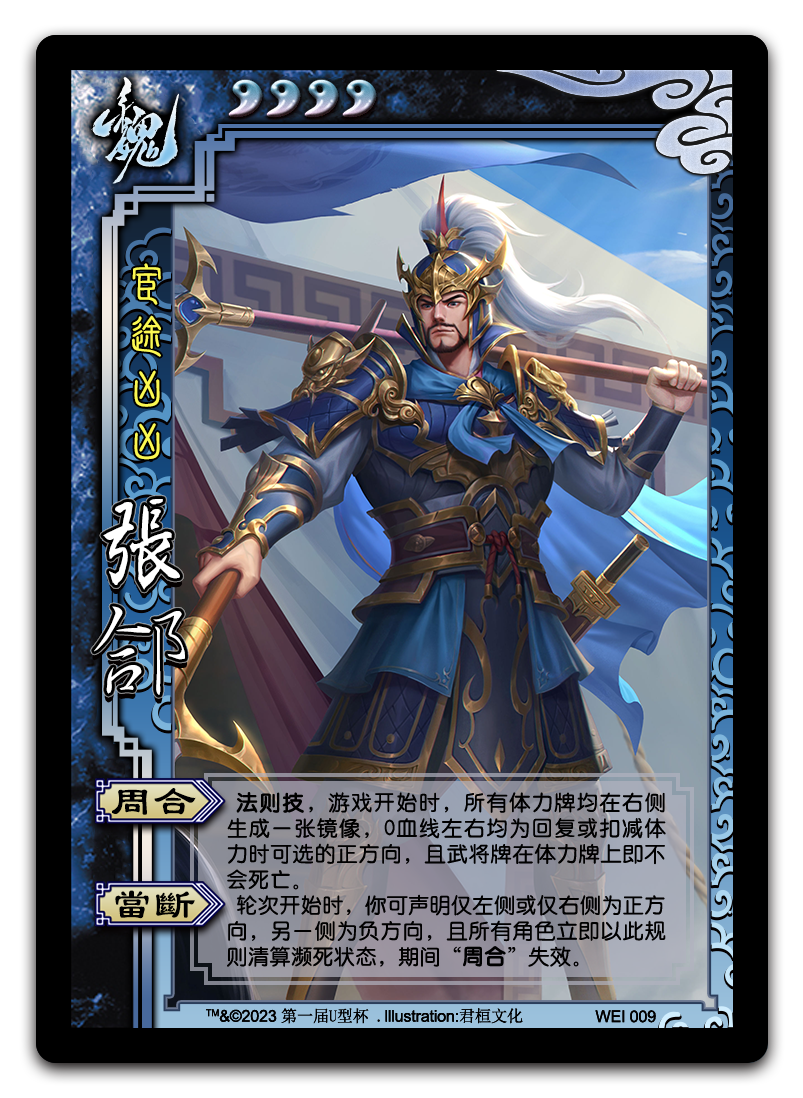 魏
宦途凶凶
張郃
周合
法则技，游戏开始时，所有体力牌均在右侧
生成一张镜像，0血线左右均为回复或扣减体
力时可选的正方向，且武将牌在体力牌上即不
会死亡。
當斷
轮次开始时，你可声明仅左侧或仅右侧为正方
向，另一侧为负方向，且所有角色立即以此规
则清算濒死状态，期间“周合”失效。
™&©2023 第一届U型杯 . Illustration:君桓文化 WEI 009